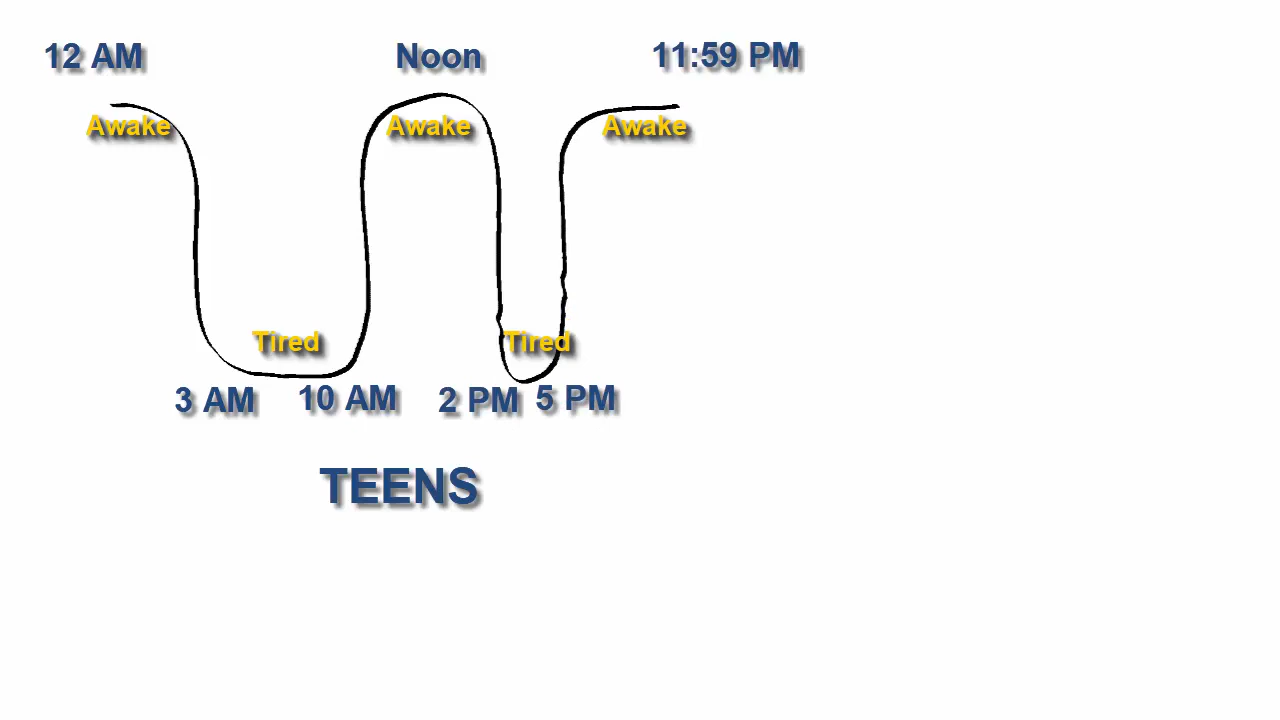 12 AM
Noon
11:59 PM
Awake
Awake
Awake
Tired
Tired
3 AM
10 AM
2 PM
5 PM
TEENS